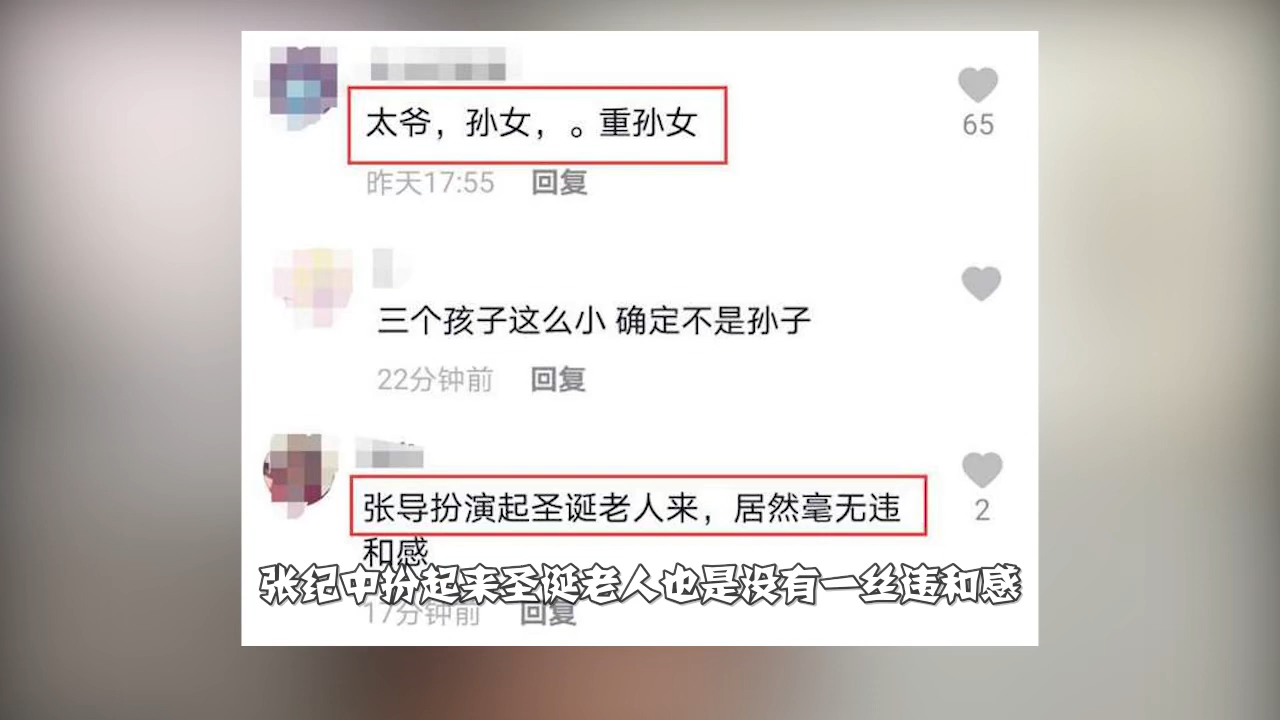 太爷，孙女，。重孙女
65
昨天17:55 回复
三个孩子这么小 确定不是孙子
22分钟前 回复
张导扮演起圣诞老人来，居然毫无违
2
和感
张纪中扮起来圣诞老人也是没有一丝违和感
17分钟前 回复